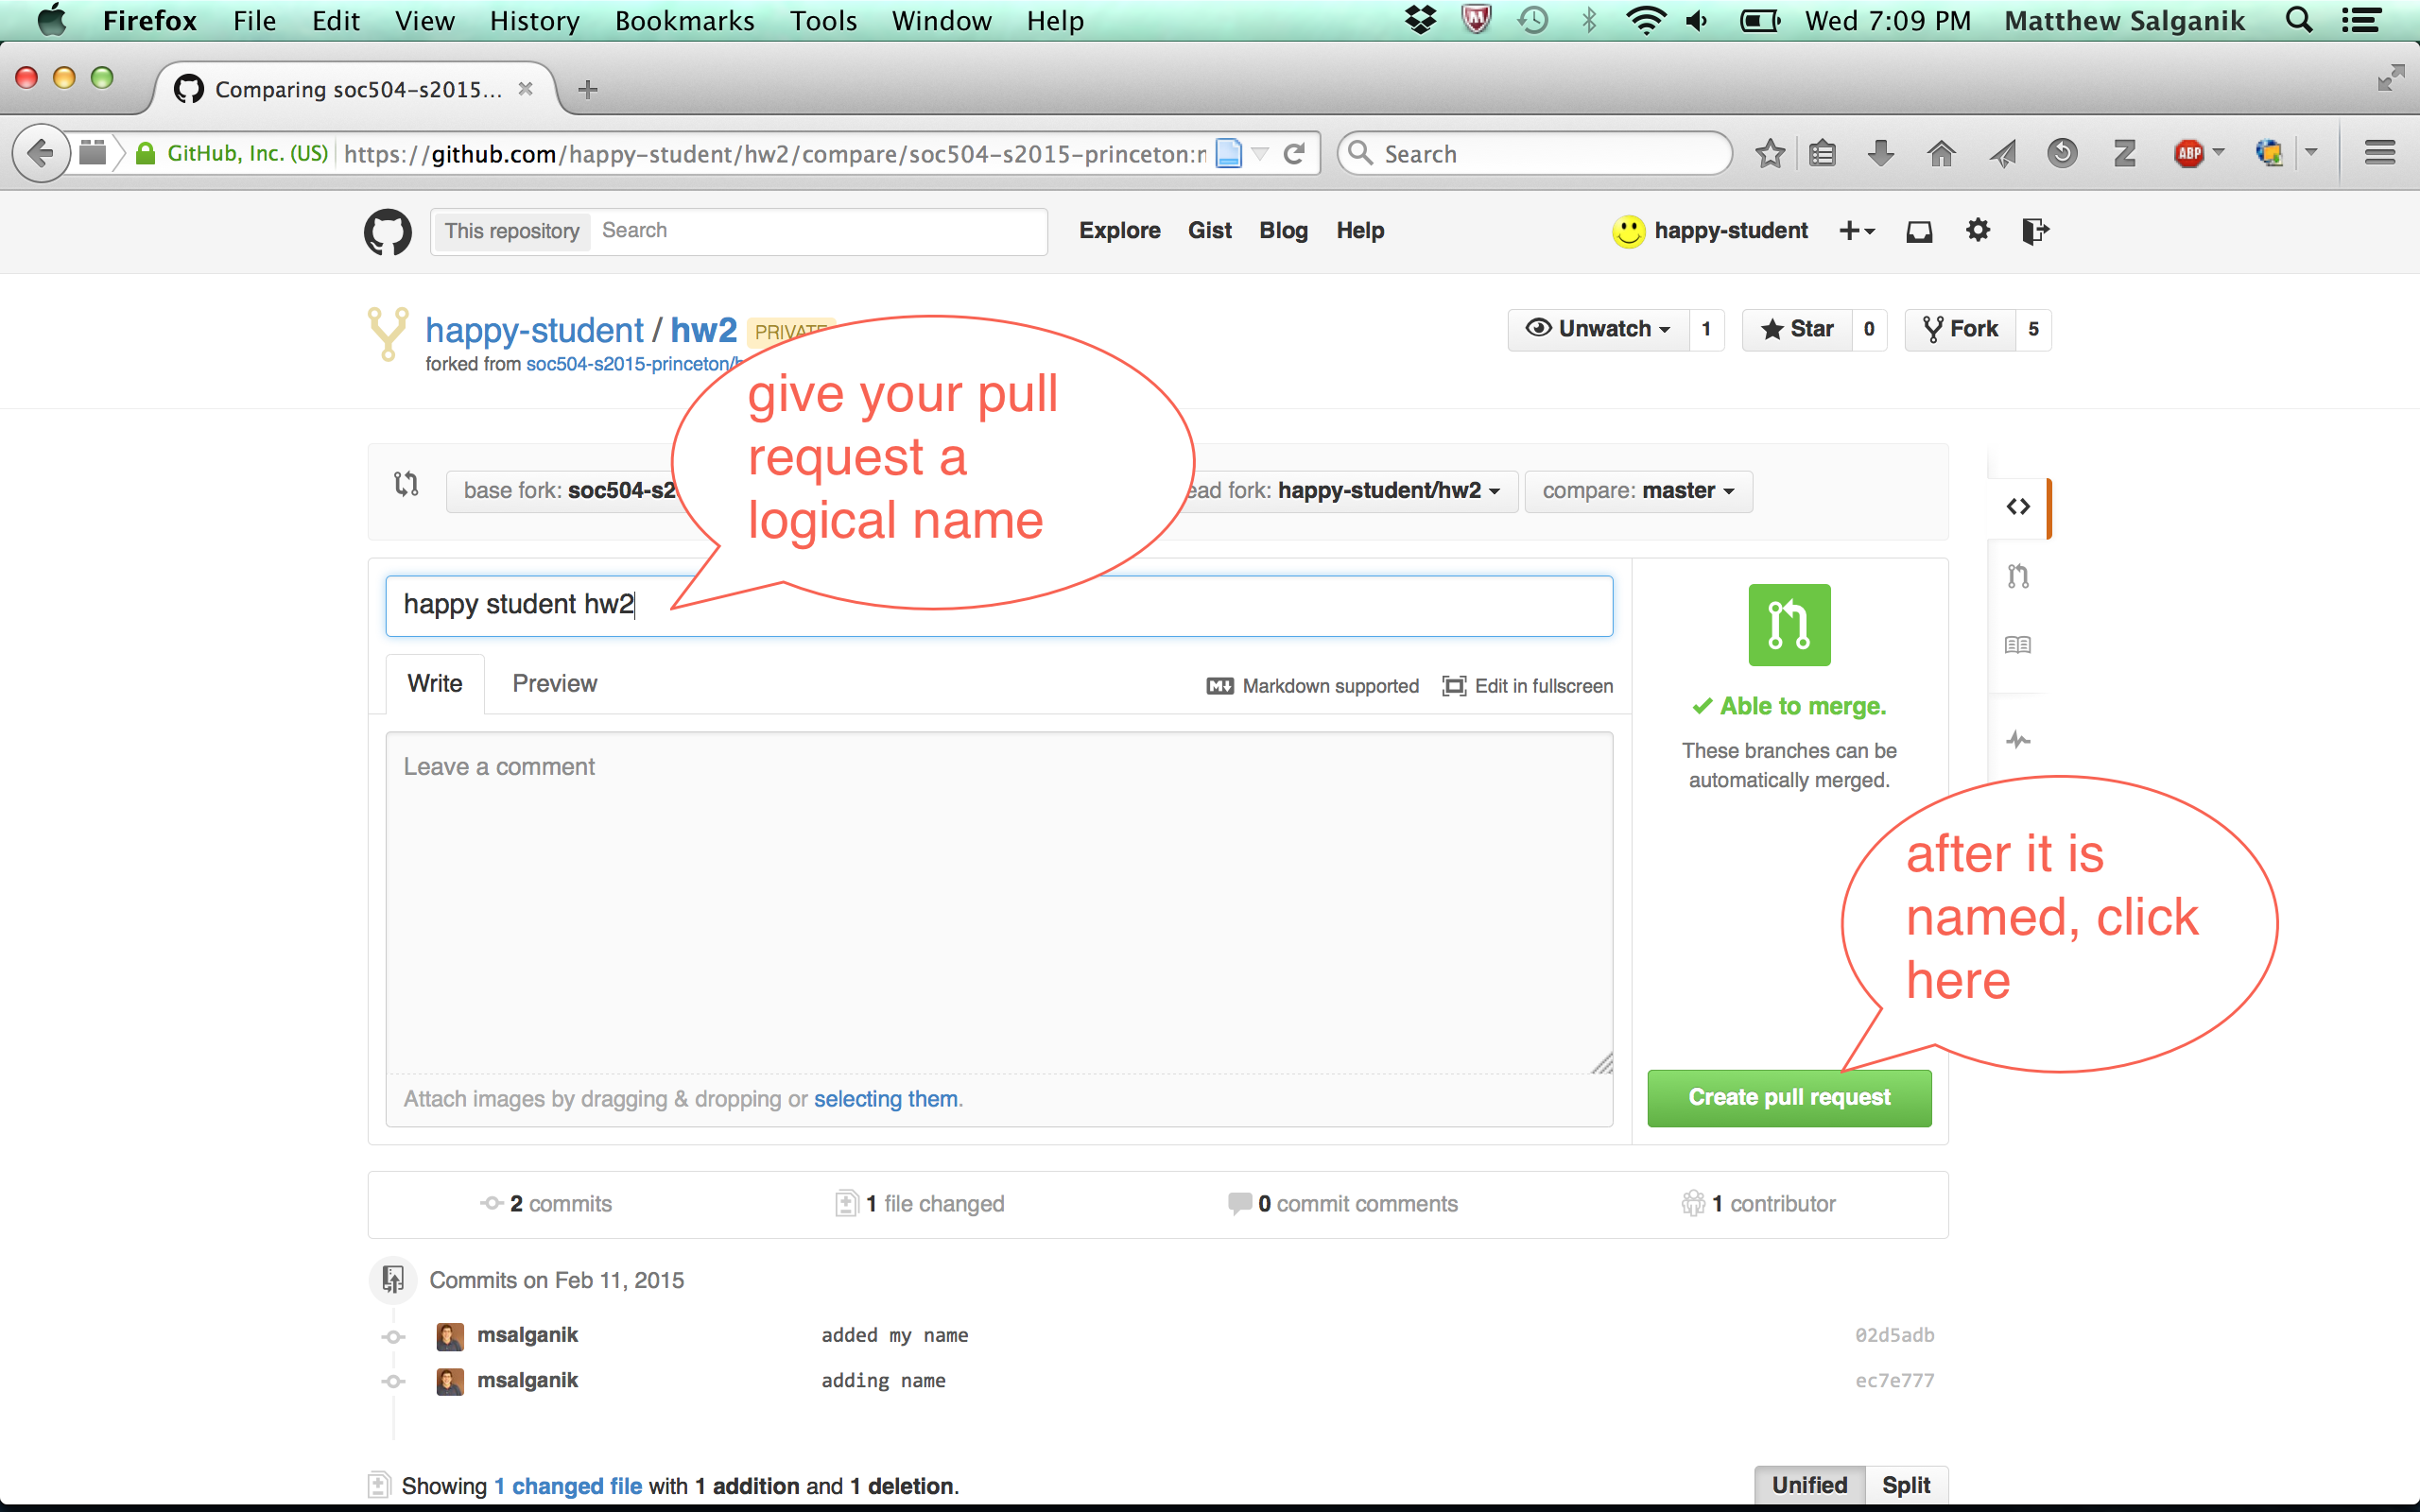 Firefox File Edit View History Bookmarks Tools Window Help Wed 7:09 PM Matthew Salganik
Comparing soc504-s2015...
GitHub, Inc. (US) https://github.com/happy-student/hw2/compare/soc504-s2015-princeton: Search ABP
This repository Search Explore Gist Blog Help happy-student
happy-student / hw2 PRIVATE
Unwatch 1 Star 0 Fork 5
forked from soc504-s2015-princeton/
give your pull
request a
logical name
base fork: soc504-s2 fork: happy-student/hw2 compare: master
happy student hw2
Write Preview Markdown supported Edit in fullscreen
Able to merge.
These branches can be
automatically merged.
Leave a comment
after it is
named, click
here
Attach images by dragging & dropping or selecting them.
Create pull request
2 commits 1 file changed 0 commit comments 1 contributor
Commits on Feb 11, 2015
msalganik added my name 02d5adb
msalganik adding name ec7e777
Showing 1 changed file with 1 addition and 1 deletion. Unified Split